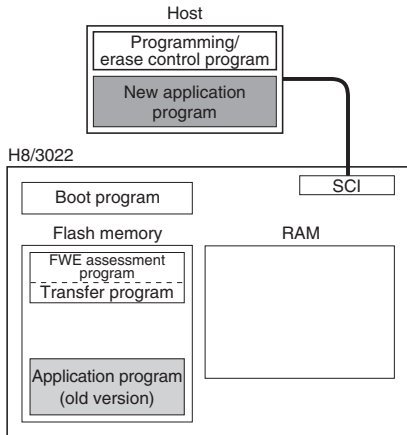 Host
Programming/
erase control program
New application
program
H8/3022
SCI
Boot program
Flash memory
RAM
FWE assessment
program
Transfer program
Application program
(old version)